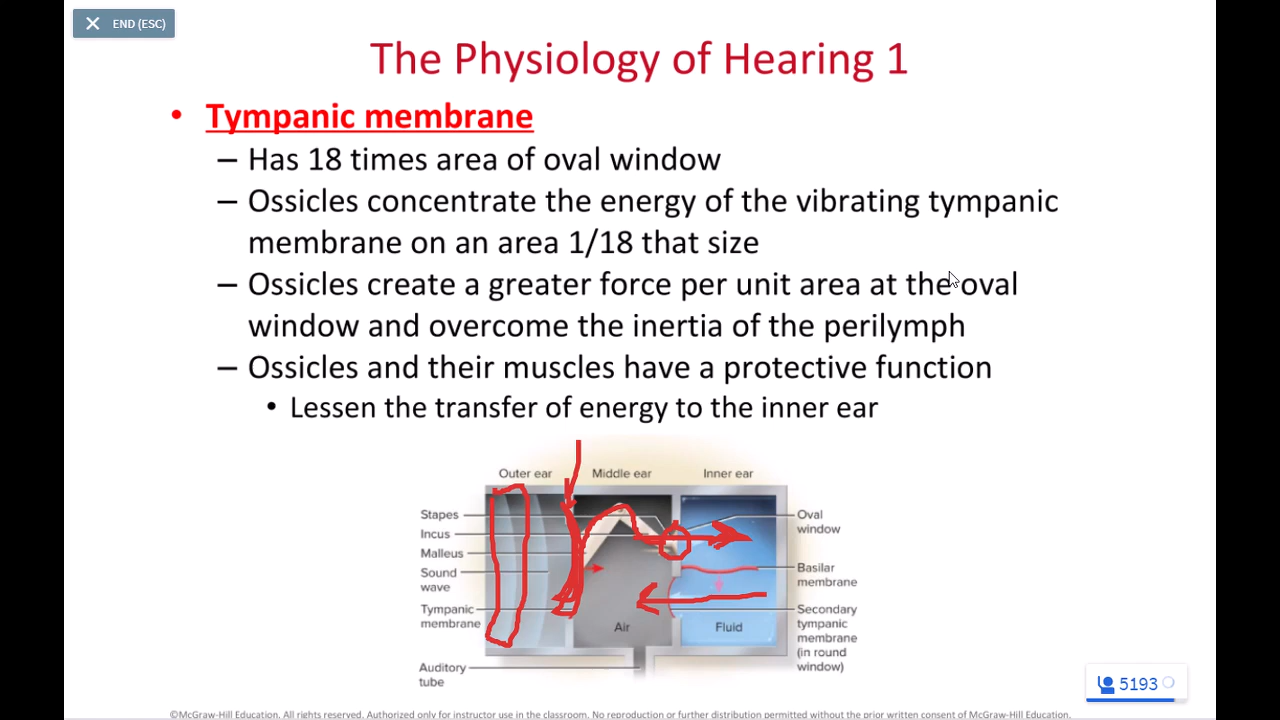 END (ESC)
The Physiology of Hearing 1
• Tympanic membrane
– Has 18 times area of oval window
– Ossicles concentrate the energy of the vibrating tympanic
membrane on an area 1/18 that size
– Ossicles create a greater force per unit area at the oval
window and overcome the inertia of the perilymph
– Ossicles and their muscles have a protective function
• Lessen the transfer of energy to the inner ear
Outer ear
Middle ear
Inner ear
Stapes
Incus
Malleus
Sound
wave
Tympanic
membrane
Auditory
tube
Air
Fluid
Oval
window
Basilar
membrane
Secondary
tympanic
membrane
(in round
window)
5193
©McGraw-Hill Education. All rights reserved. Authorized only for instructor use in the classroom. No reproduction or further distribution permitted without the prior written consent of McGraw-Hill Education.